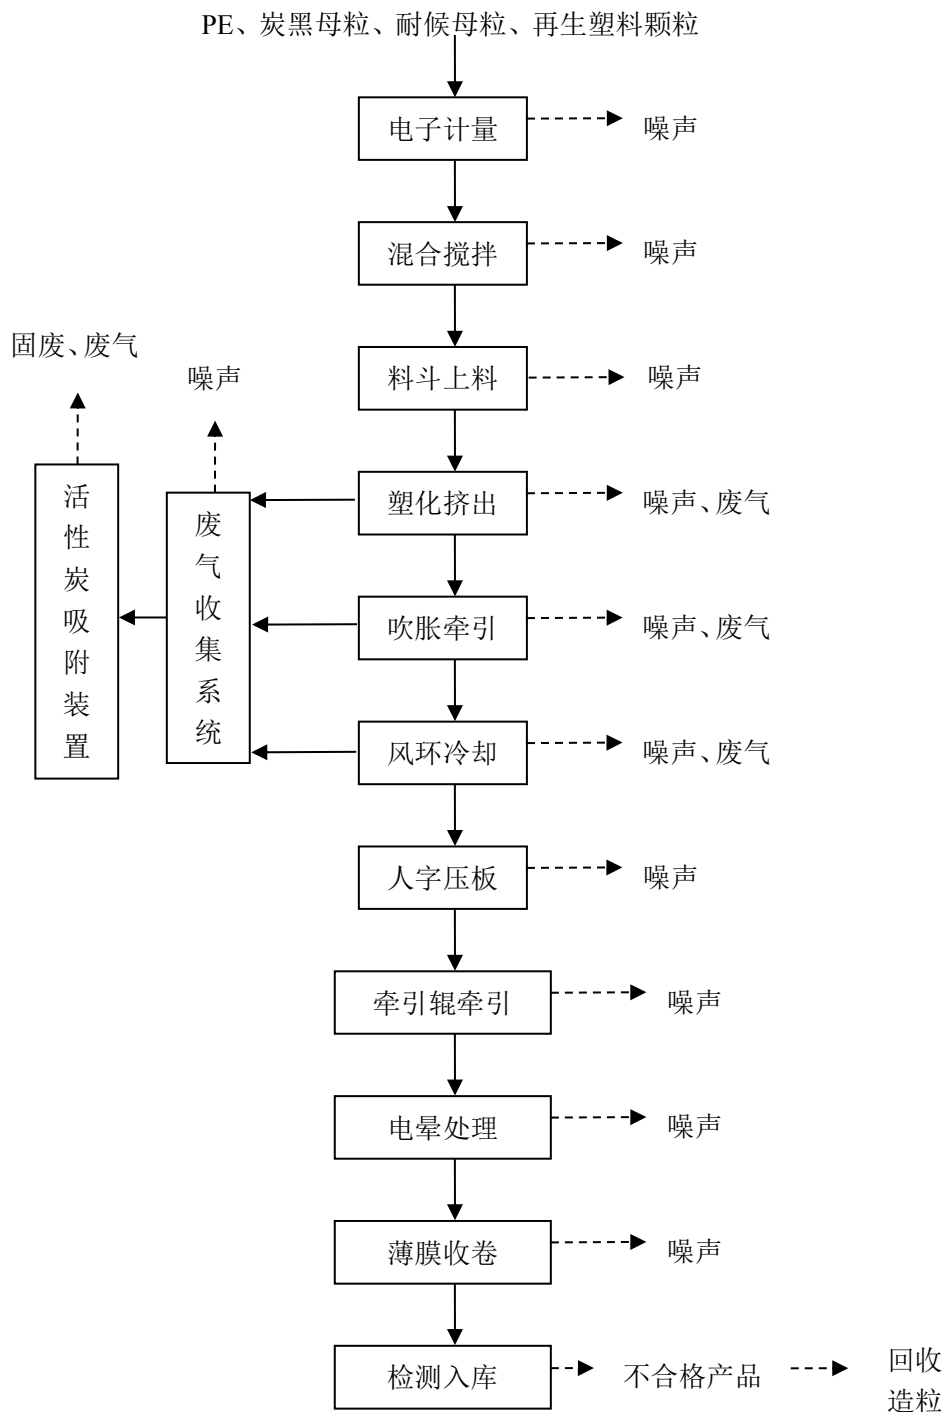 PE、炭黑母粒、耐候母粒、再生塑料颗粒
电子计量
噪声
混合搅拌
噪声
固废、废气
噪声
料斗上料
噪声
活性炭吸附装置
废气收集系统
塑化挤出
噪声、废气
吹胀牵引
噪声、废气
风环冷却
噪声、废气
人字压板
噪声
牵引辊牵引
噪声
电晕处理
噪声
薄膜收卷
噪声
检测入库
不合格产品
回收
造粒